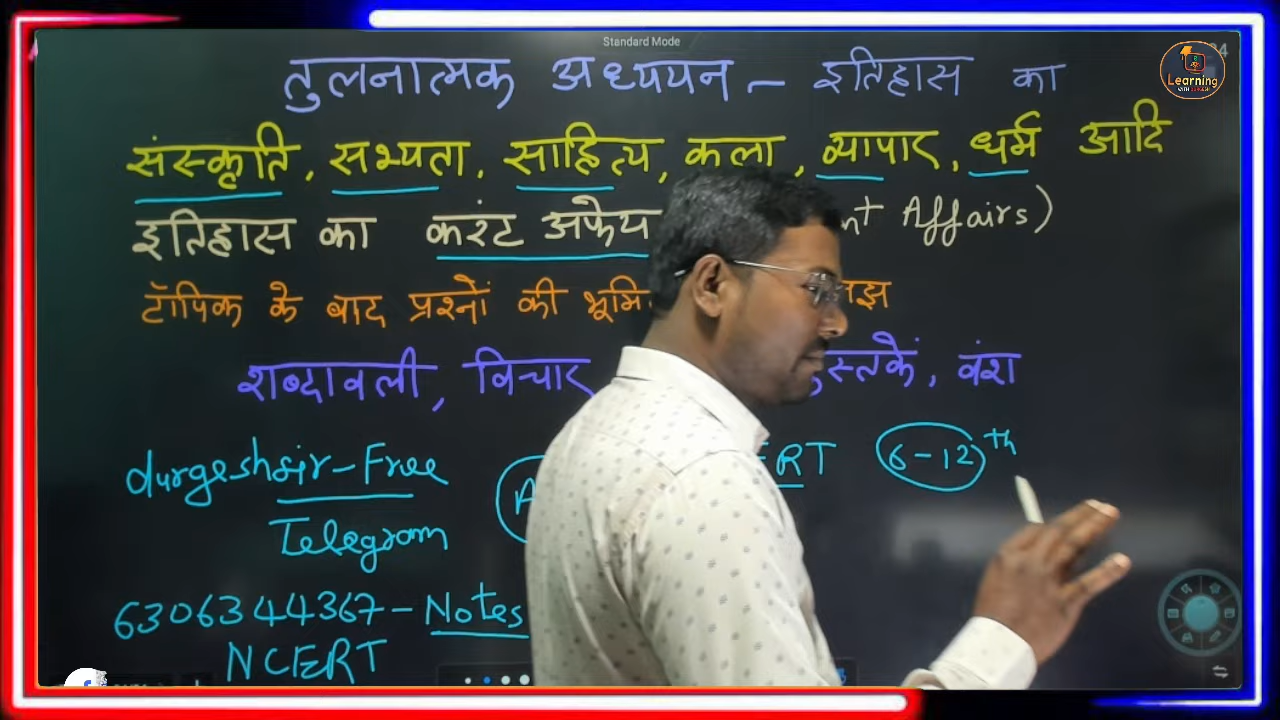 Standard Mode
Learning
तुलनात्मक अध्ययन – इतिहास का
संस्कृति, सभ्यता, साहित्य, कला, व्यापार, धर्म आदि
इतिहास का करंट अफेय nt Affairs)
टॉपिक के बाद प्रश्नों की भूमि
शब्दावली, विचार स्तकें, वंश
durgeshsir-Free ERT 6-12th
Telegram
6306344367 - Notes
NCERT